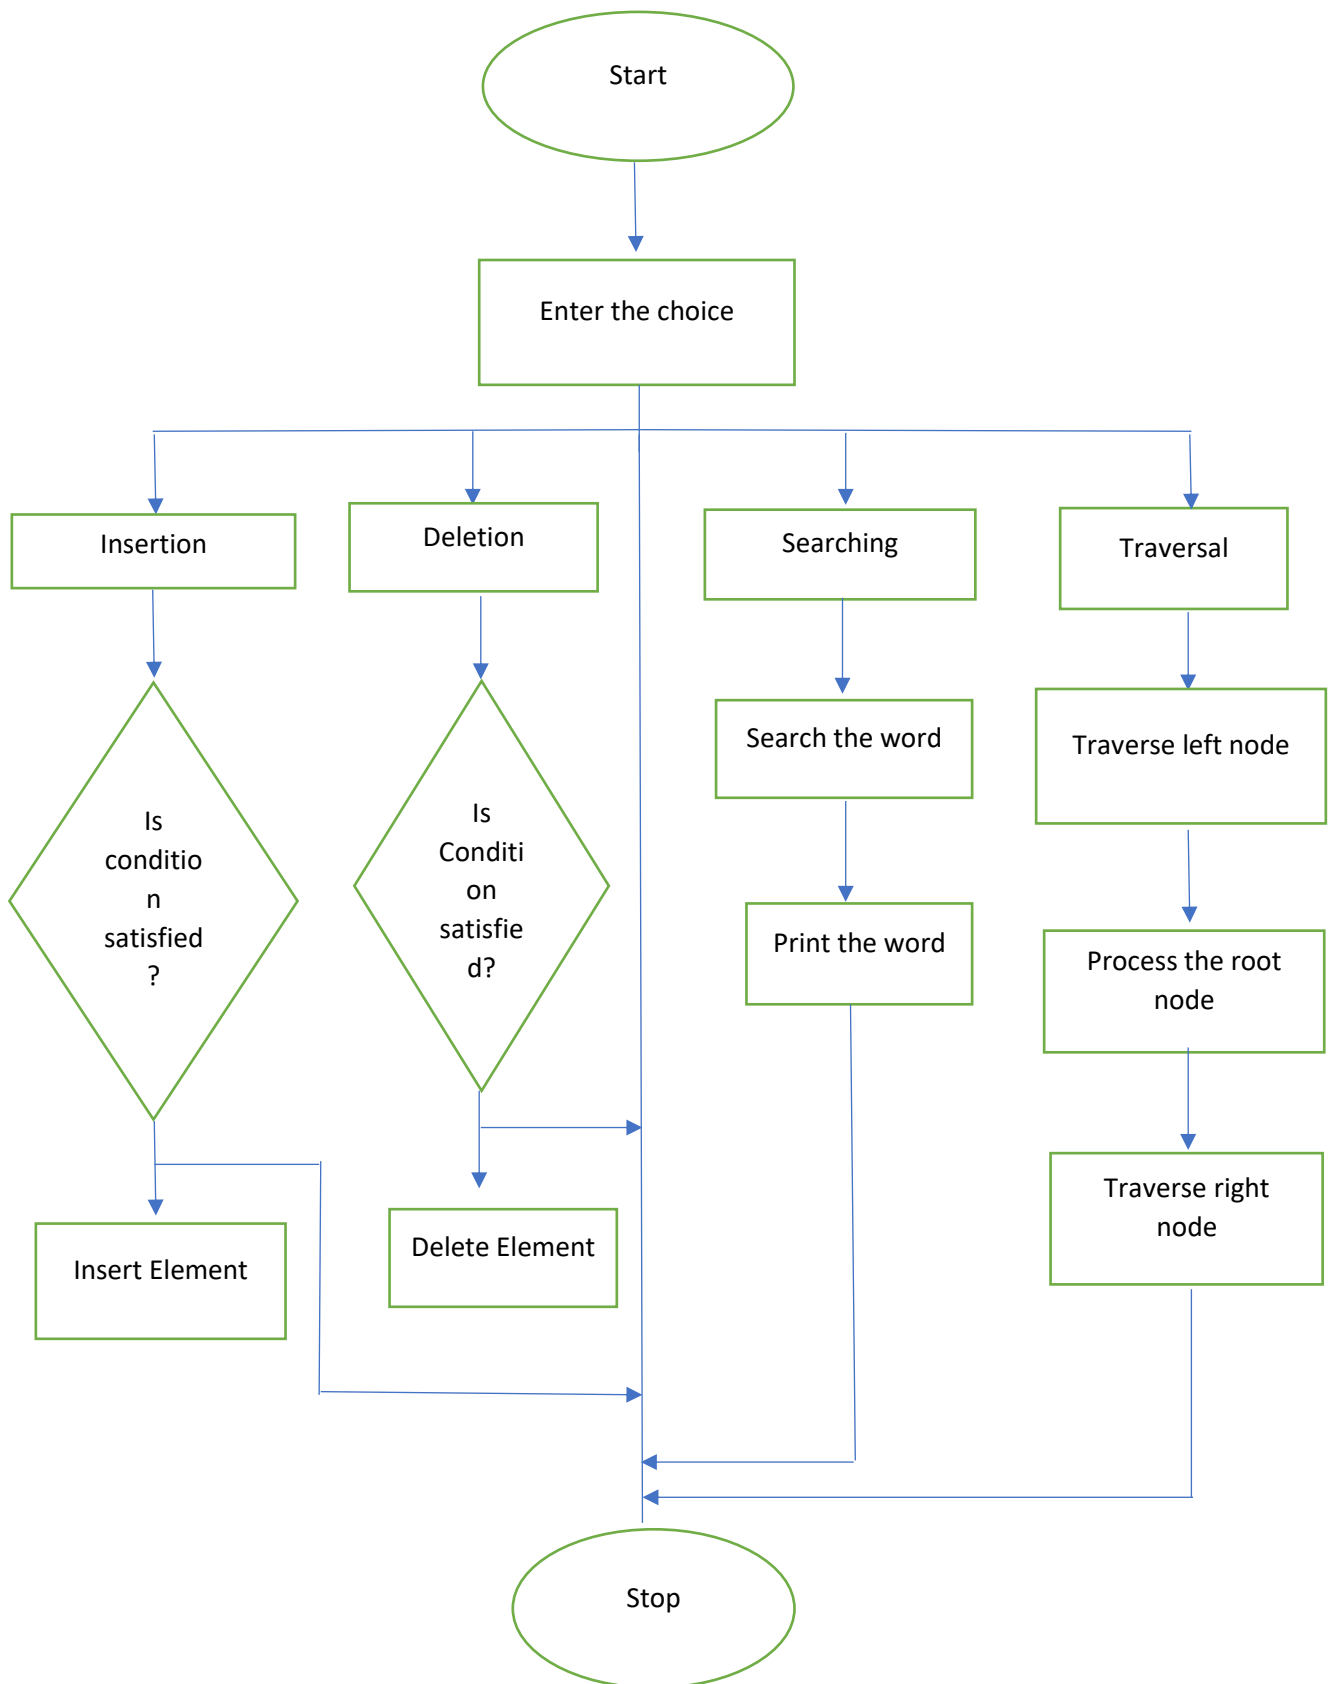 Start
Enter the choice
Insertion
Deletion
Searching
Traversal
Is
conditio
n
satisfied
?
Is
Conditi
on
satisfie
d?
Search the word
Print the word
Traverse left node
Process the root
node
Traverse right
node
Insert Element
Delete Element
Stop